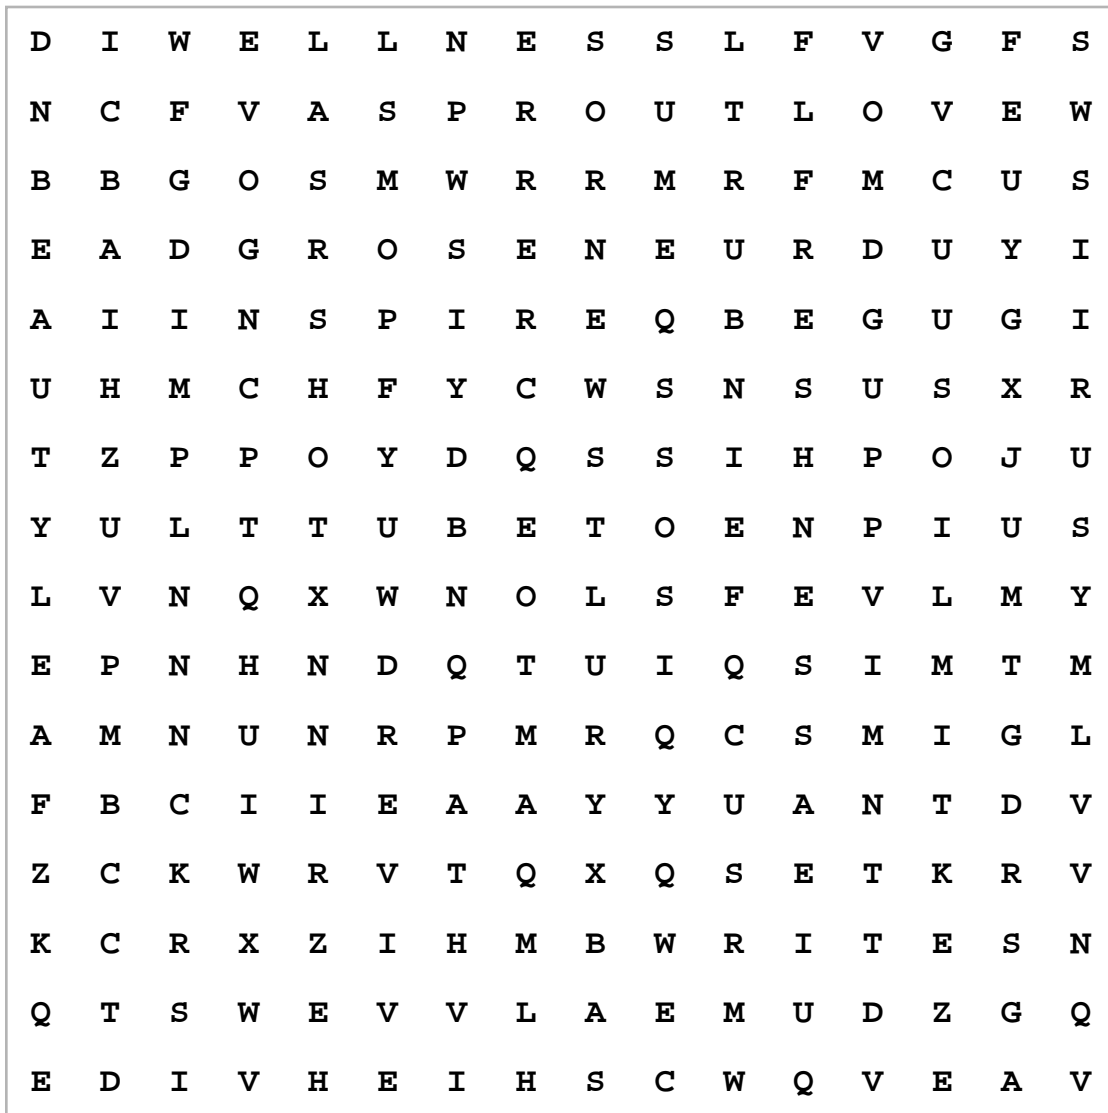 D I W E L L N E S S L F V G F S
N C F V A S P R O U T L O V E W
B B G O S M W R R M R F M C U S
E A D G R O S E N E U R D U Y I
A I I N S P I R E Q B E G U G I
U H M C H F Y C W S N S U S X R
T Z P P O Y D Q S S I H P O J U
Y U L T T U B E T O E N P I U S
L V N Q X W N O L S F E V L M Y
E P N H N D Q T U I Q S I M T M
A M N U N R P M R Q C S M I G L
F B C I I E A A Y Y U A N T D V
Z C K W R V T Q X Q S E T K R V
K C R X Z I H M B W R I T E S N
Q T S W E V V L A E M U D Z G Q
E D I V H E I H S C W Q V E A V